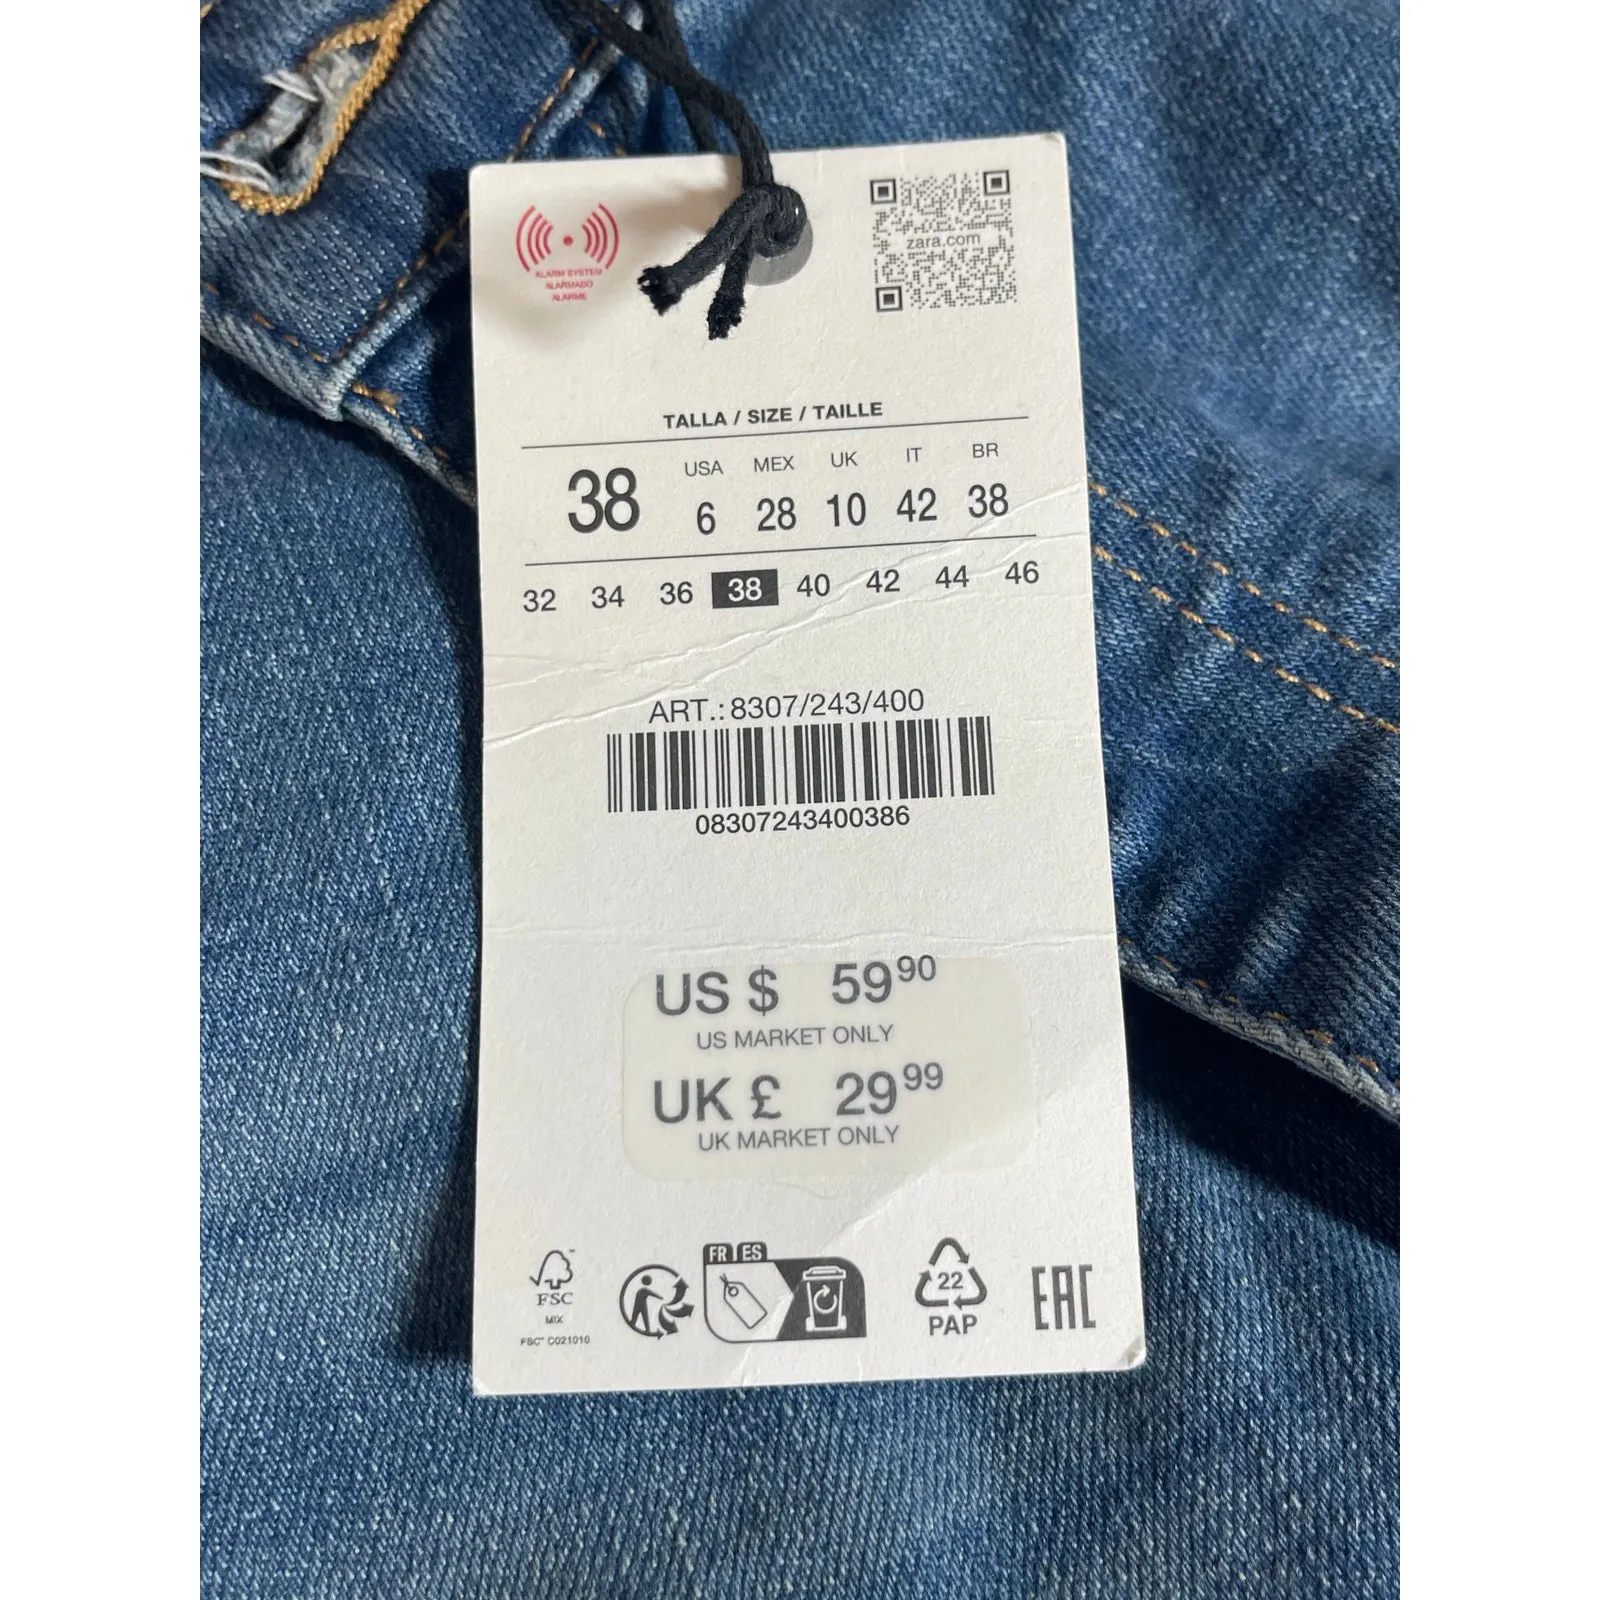 ALARM SYSTEM
ALARMADO
ALARME
zara.com
TALLA / SIZE / TAILLE
USA MEX UK IT BR
38 6 28 10 42 38
32 34 36 38 40 42 44 46
ART.: 8307/243/400
08307243400386
US $ 59 90
US MARKET ONLY
UK £ 29 99
UK MARKET ONLY
FR ES
FSC
MIX
FSC™ C021010
22
PAP
EAC